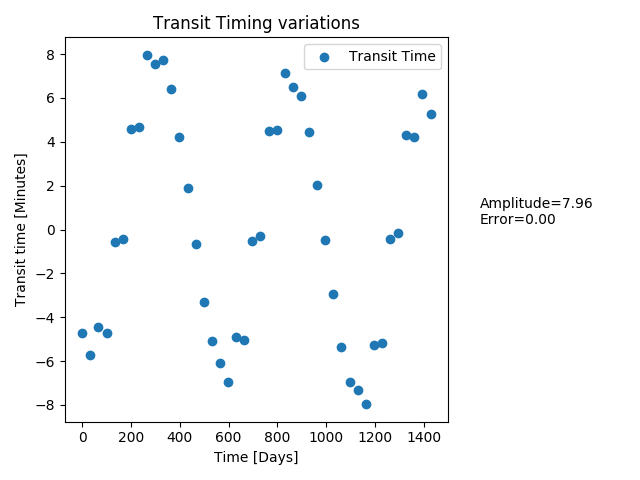 Transit Timing variations
Transit Time
Transit time [Minutes]
8
6
4
2
0
−2
−4
−6
−8
0 200 400 600 800 1000 1200 1400
Time [Days]
Amplitude=7.96
Error=0.00